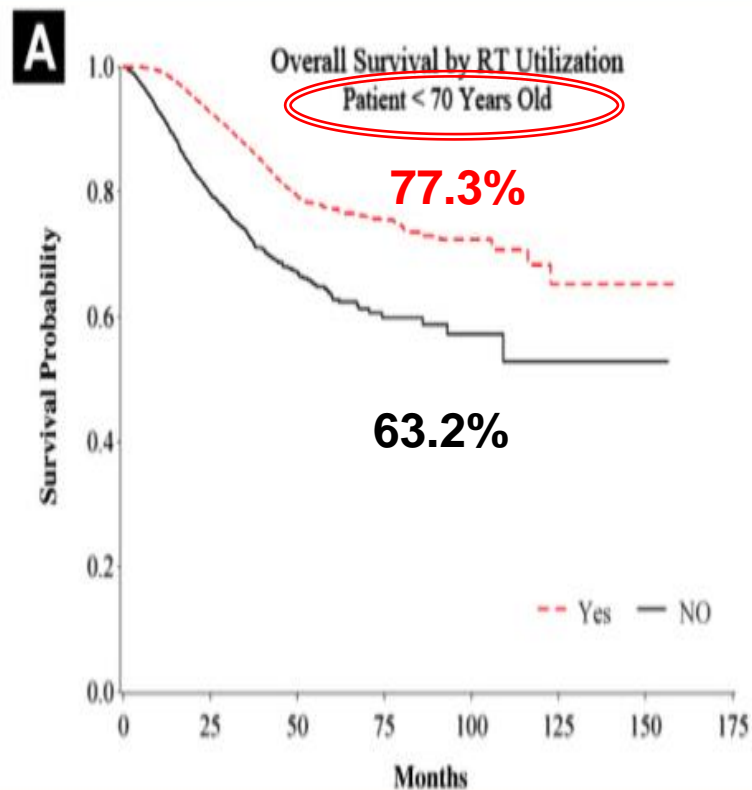 A
Overall Survival by RT Utilization
Patient < 70 Years Old
77.3%
63.2%
Survival Probability
1.0
0.8
0.6
0.4
0.2
0.0
Yes NO
0 25 50 75 100 125 150 175
Months